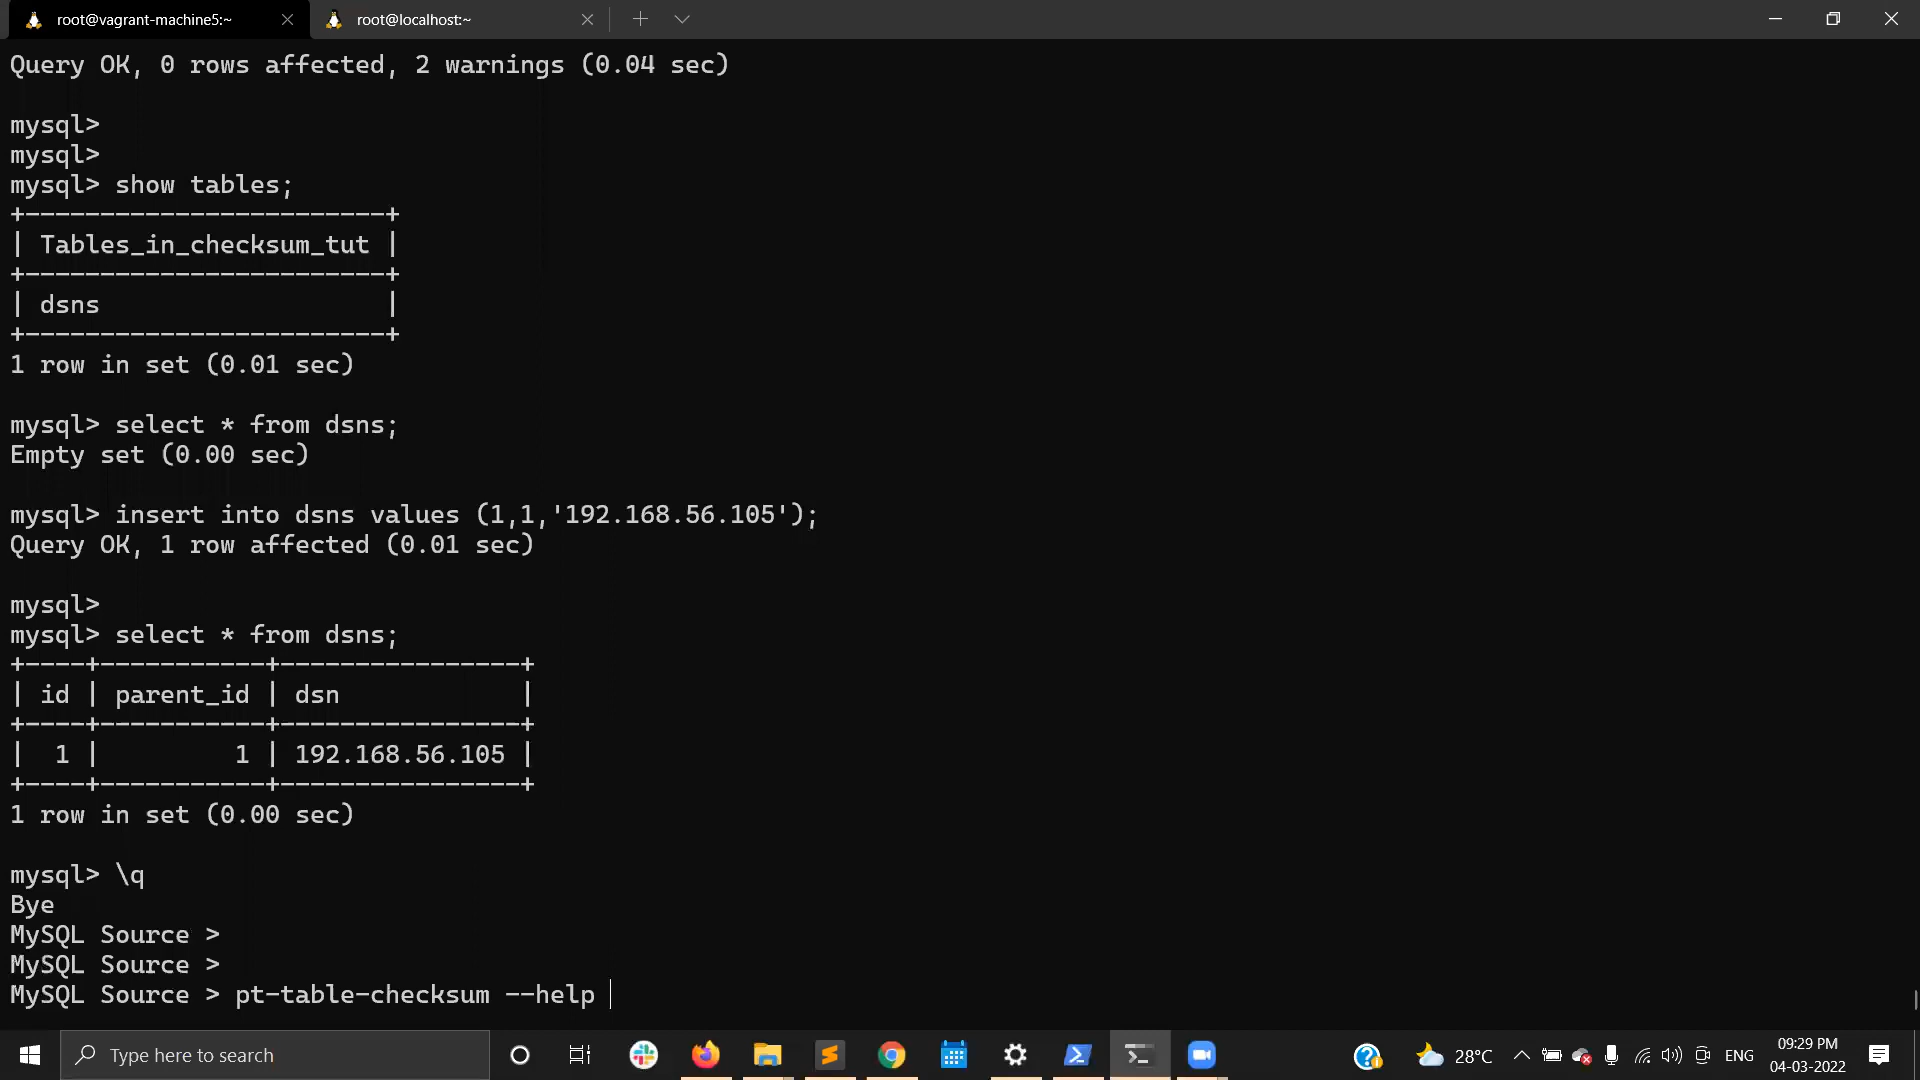 root@vagrant-machine5:~
root@localhost:~
Query OK, 0 rows affected, 2 warnings (0.04 sec)
mysql>
mysql>
mysql> show tables;
+------------------------+
| Tables_in_checksum_tut |
+------------------------+
| dsns                   |
+------------------------+
1 row in set (0.01 sec)
mysql> select * from dsns;
Empty set (0.00 sec)
mysql> insert into dsns values (1,1,'192.168.56.105');
Query OK, 1 row affected (0.01 sec)
mysql>
mysql> select * from dsns;
+----+-----------+----------------+
| id | parent_id | dsn            |
+----+-----------+----------------+
|  1 |         1 | 192.168.56.105 |
+----+-----------+----------------+
1 row in set (0.00 sec)
mysql> \q
Bye
MySQL Source >
MySQL Source >
MySQL Source > pt-table-checksum --help
Type here to search
28°C
ENG
09:29 PM
04-03-2022